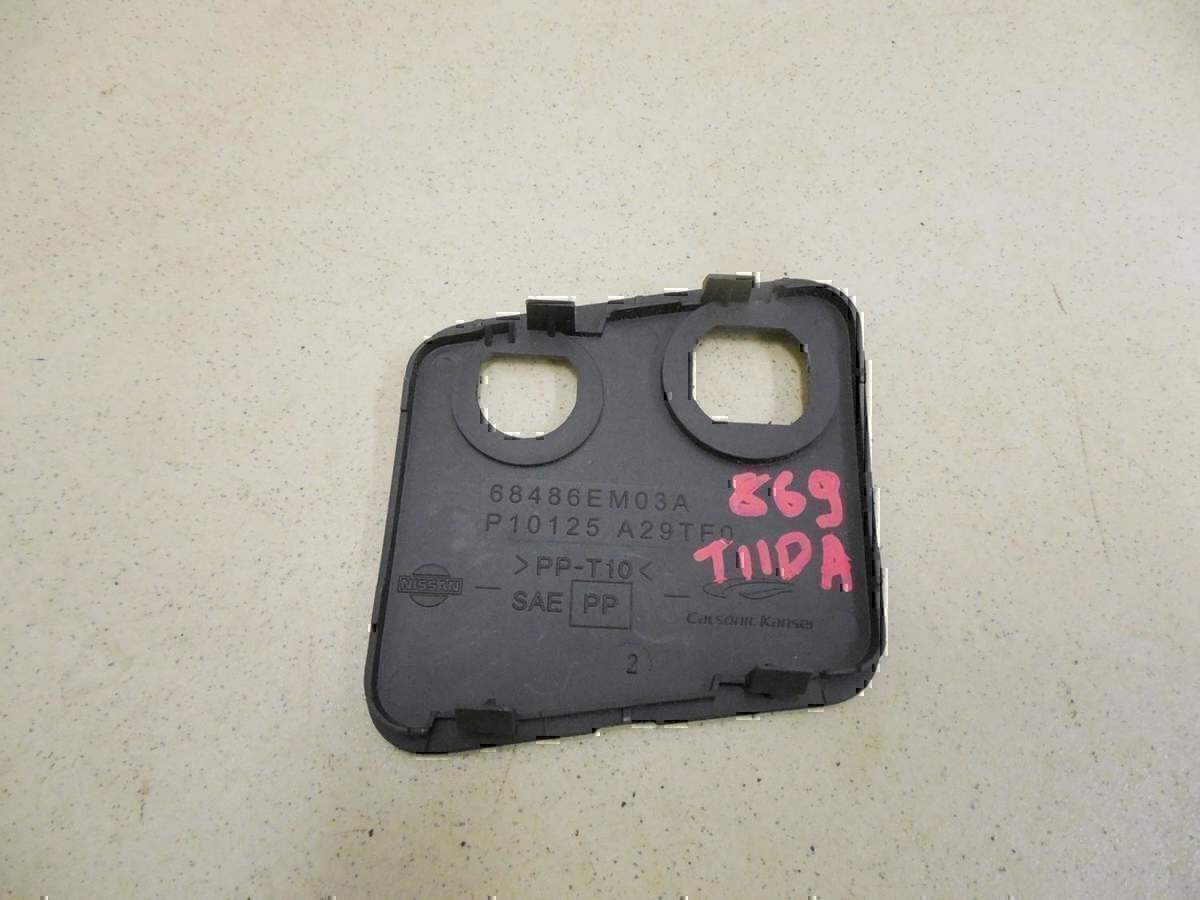 68486EM03A
869
P10125 A29TF0
TIIDA
>PP-T10<
NISSAN
SAE PP
Calsonic Kansei
2